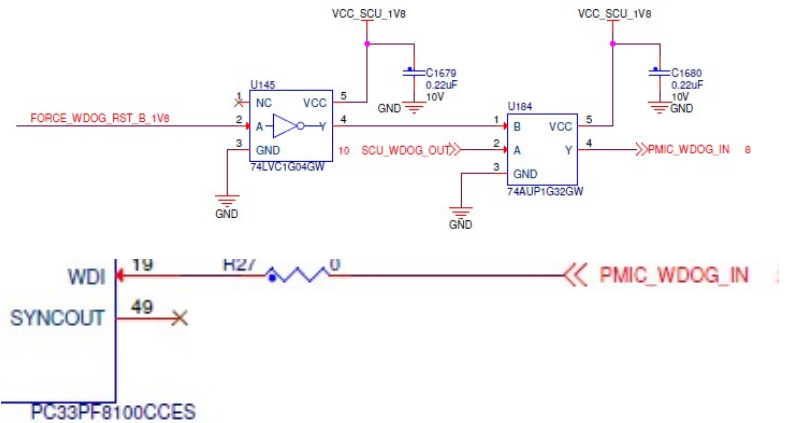 VCC_SCU_1V8
VCC_SCU_1V8
U145
C1679
0.22uF
10V
GND
C1680
0.22uF
10V
GND
1
NC
VCC
5
U184
FORCE_WDOG_RST_B_1V8
2
A
Y
4
1
B
VCC
5
3
GND
10
SCU_WDOG_OUT
2
A
Y
4
PMIC_WDOG_IN
8
74LVC1G04GW
3
GND
74AUP1G32GW
GND
GND
WDI
19
R27
0
PMIC_WDOG_IN
SYNCOUT
49
PC33PF8100CCES